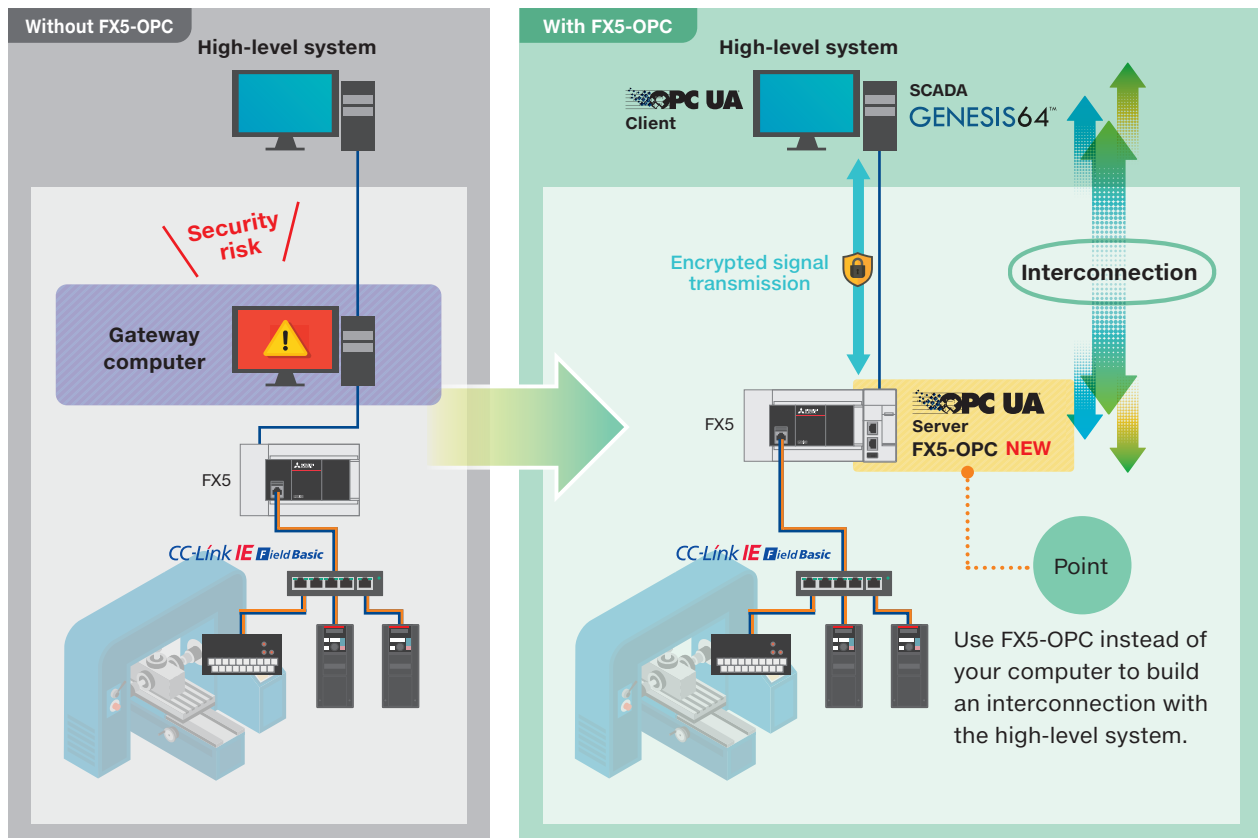 Without FX5-OPC
High-level system
Security
risk
Gateway
computer
FX5
CC-Link IE Field Basic
With FX5-OPC
High-level system
OPC UA
Client
SCADA
GENESIS64™
Encrypted signal
transmission
Interconnection
FX5
OPC UA
Server
FX5-OPC NEW
CC-Link IE Field Basic
Point
Use FX5-OPC instead of
your computer to build
an interconnection with
the high-level system.